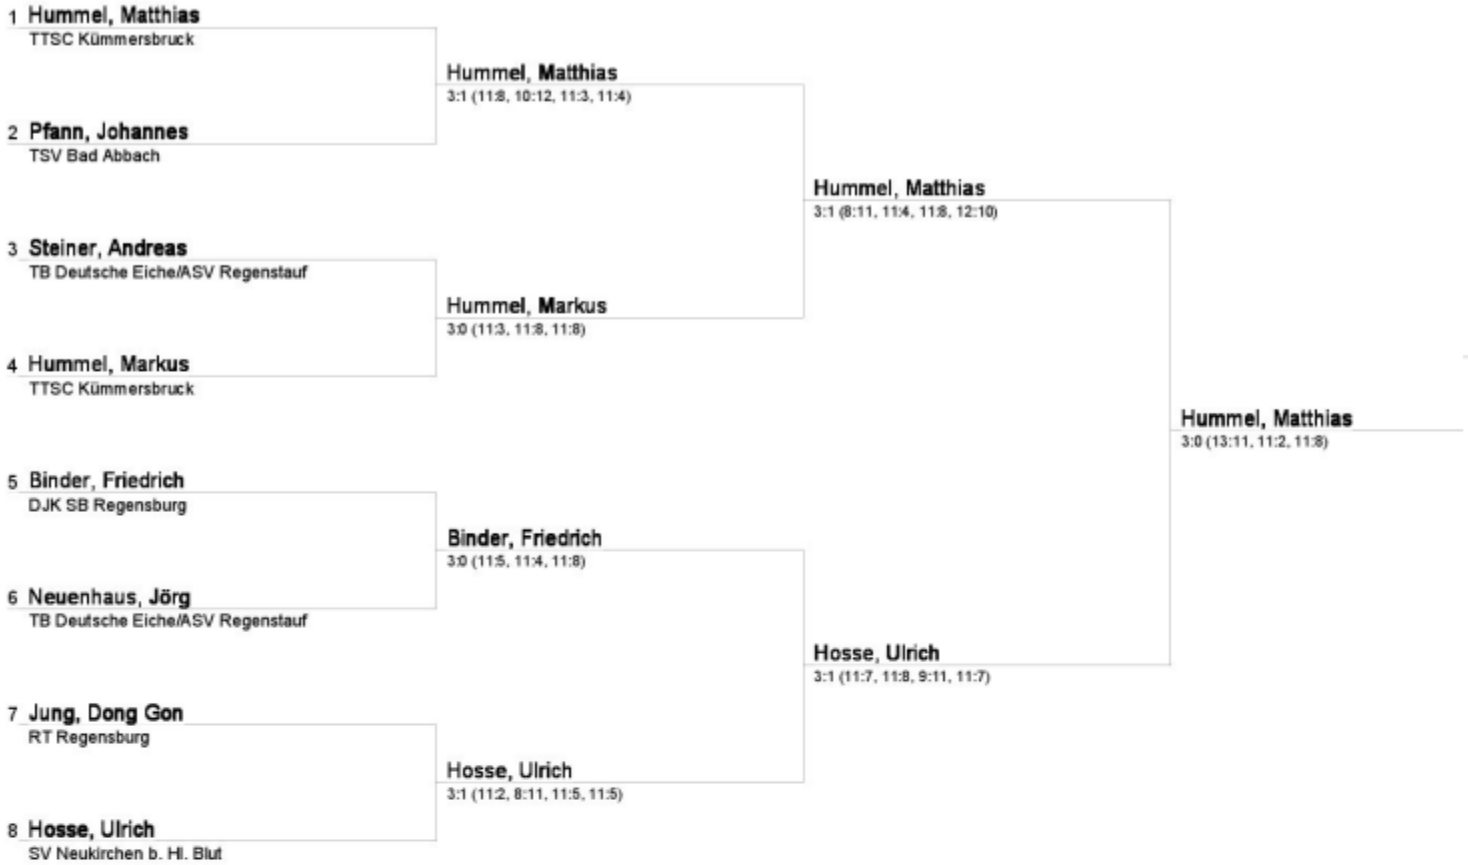 1 Hummel, Matthias
TTSC Kümmersbruck
Hummel, Matthias
3:1 (11:8, 10:12, 11:3, 11:4)
2 Pfann, Johannes
TSV Bad Abbach
Hummel, Matthias
3:1 (8:11, 11:4, 11:8, 12:10)
3 Steiner, Andreas
TB Deutsche Eiche/ASV Regenstauf
Hummel, Markus
3:0 (11:3, 11:8, 11:8)
4 Hummel, Markus
TTSC Kümmersbruck
Hummel, Matthias
3:0 (13:11, 11:2, 11:8)
5 Binder, Friedrich
DJK SB Regensburg
Binder, Friedrich
3:0 (11:5, 11:4, 11:8)
6 Neuenhaus, Jörg
TB Deutsche Eiche/ASV Regenstauf
Hosse, Ulrich
3:1 (11:7, 11:8, 9:11, 11:7)
7 Jung, Dong Gon
RT Regensburg
Hosse, Ulrich
3:1 (11:2, 8:11, 11:5, 11:5)
8 Hosse, Ulrich
SV Neukirchen b. Hl. Blut